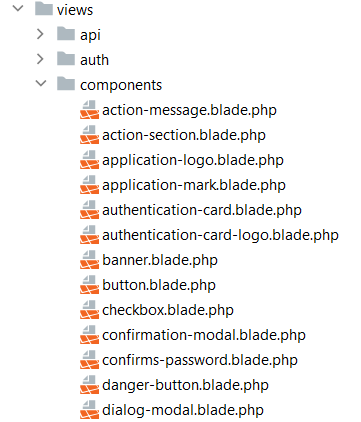 views
api
auth
components
action-message.blade.php
action-section.blade.php
application-logo.blade.php
application-mark.blade.php
authentication-card.blade.php
authentication-card-logo.blade.php
banner.blade.php
button.blade.php
checkbox.blade.php
confirmation-modal.blade.php
confirms-password.blade.php
danger-button.blade.php
dialog-modal.blade.php